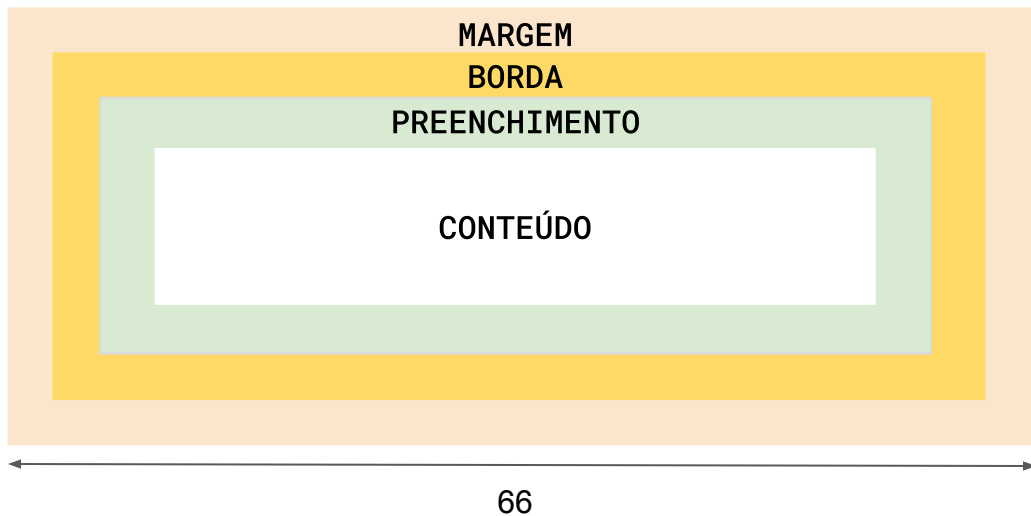 MARGEM
BORDA
PREENCHIMENTO
CONTEÚDO
66